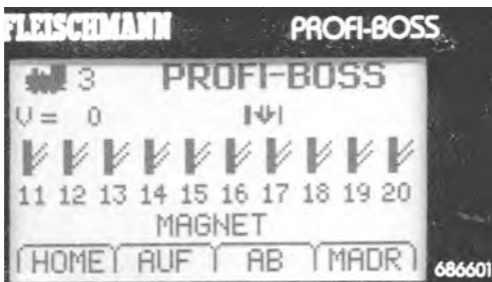 FLEISCHMANN PROFI-BOSS
3 PROFI-BOSS
V = 0
11 12 13 14 15 16 17 18 19 20
MAGNET
HOME AUF AB MADR
686601